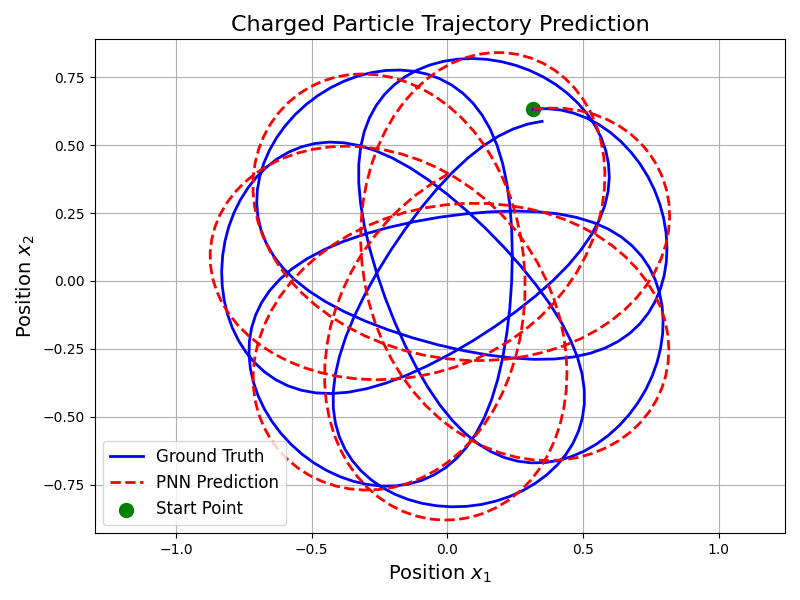 Charged Particle Trajectory Prediction
Position x₂
0.75
0.50
0.25
0.00
−0.25
−0.50
−0.75
Ground Truth
PNN Prediction
Start Point
−1.0
−0.5
0.0
0.5
1.0
Position x₁